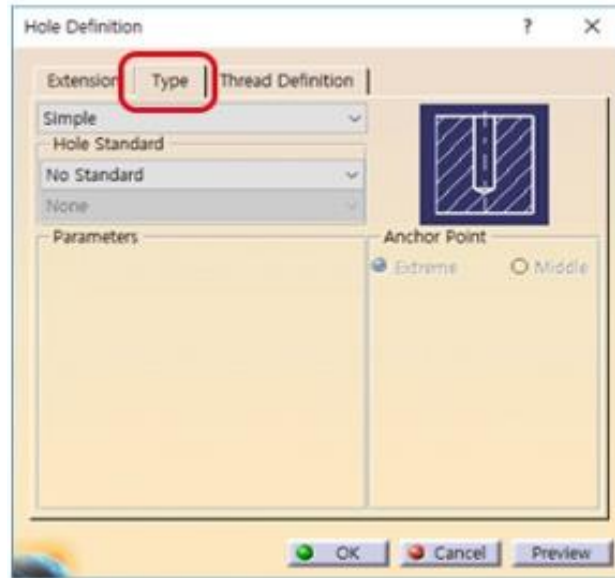 Hole Definition ? ×
Extension Type Thread Definition
Simple
Hole Standard
No Standard
None
Parameters
Anchor Point
Extreme Middle
OK Cancel Preview